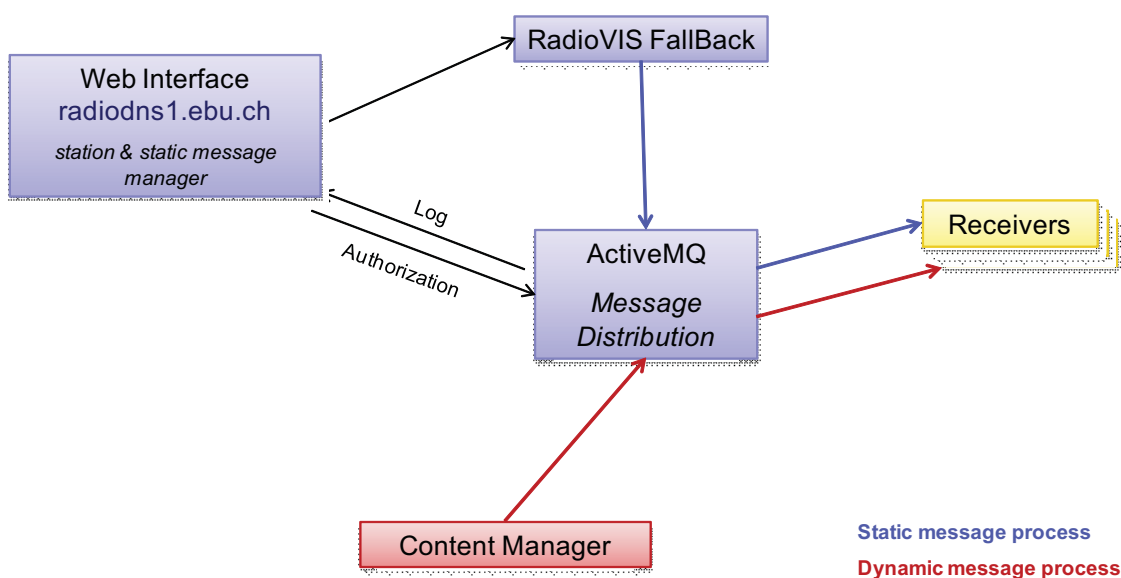 RadioVIS FallBack
Web Interface
radiodns1.ebu.ch
station & static message
manager
Log
Authorization
ActiveMQ
Message
Distribution
Receivers
Content Manager
Static message process
Dynamic message process